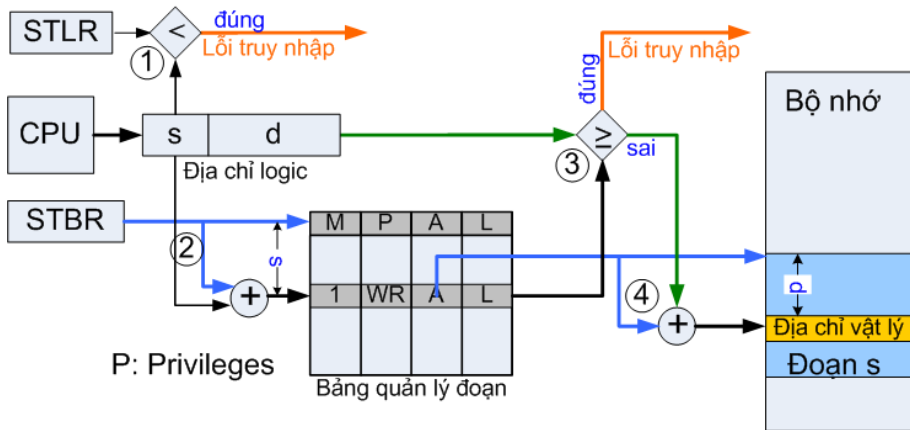 STLR
<
đúng
Lỗi truy nhập
1
CPU
s
d
Địa chỉ logic
đúng
Lỗi truy nhập
≥
3
sai
Bộ nhớ
STBR
2
s
+
M P A L
1 WR A L
Bảng quản lý đoạn
P: Privileges
4
+
d
Địa chỉ vật lý
Đoạn s